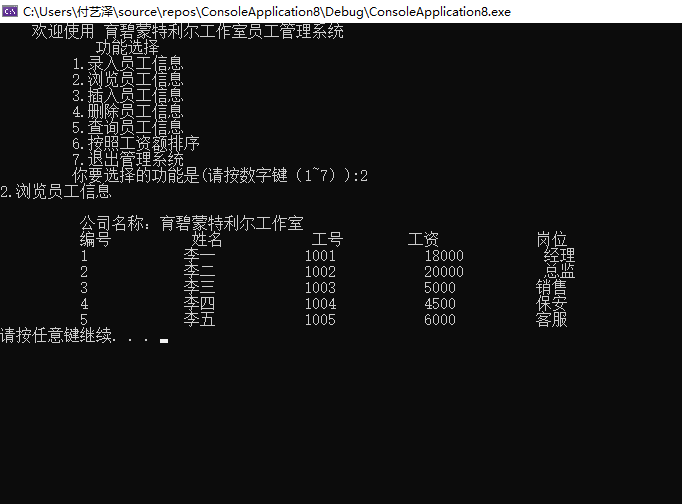 C:\Users\付艺泽\source\repos\ConsoleApplication8\Debug\ConsoleApplication8.exe
欢迎使用 育碧蒙特利尔工作室员工管理系统
功能选择
1.录入员工信息
2.浏览员工信息
3.插入员工信息
4.删除员工信息
5.查询员工信息
6.按照工资额排序
7.退出管理系统
你要选择的功能是(请按数字键（1~7）):2
2.浏览员工信息
公司名称：育碧蒙特利尔工作室
编号 姓名 工号 工资 岗位
1 李一 1001 18000 经理
2 李二 1002 20000 总监
3 李三 1003 5000 销售
4 李四 1004 4500 保安
5 李五 1005 6000 客服
请按任意键继续. . .